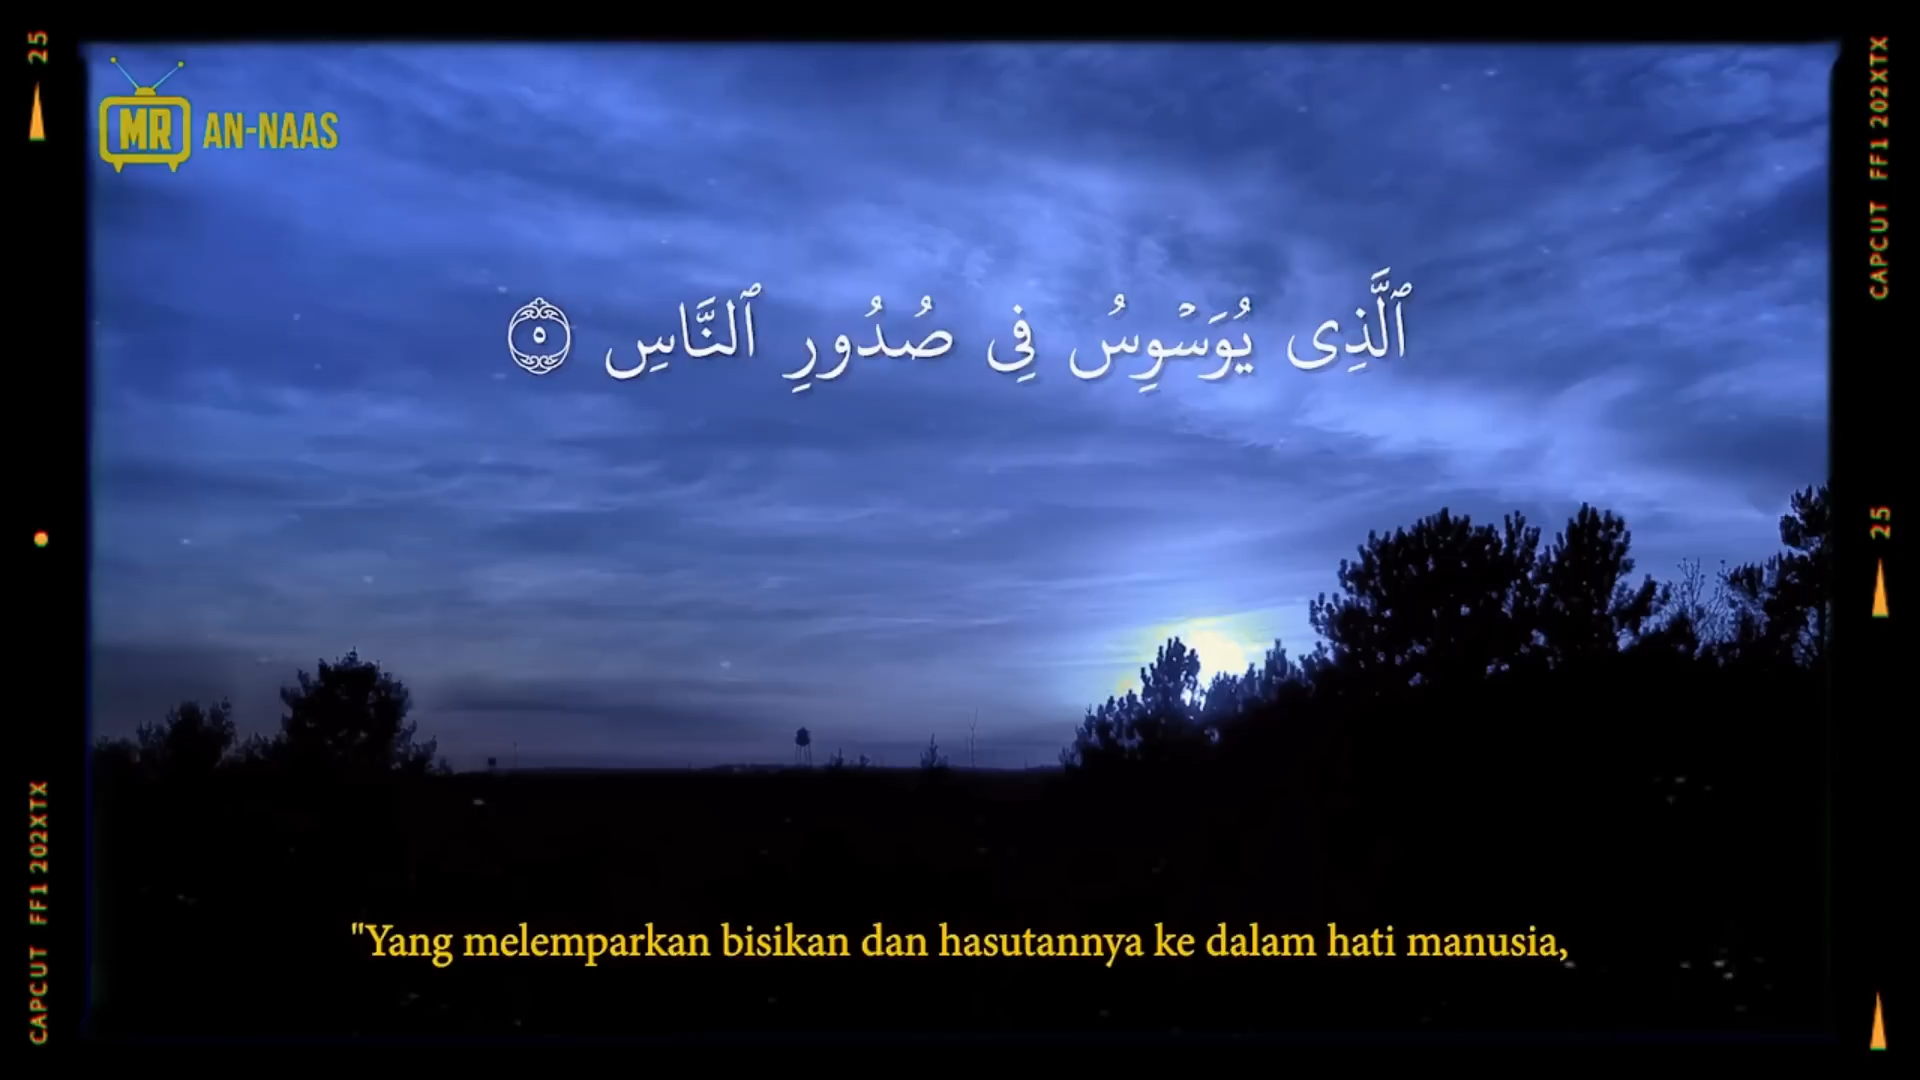 25
CAPCUT FF1 202XTX
MR AN-NAAS
ٱلَّذِى يُوَسْوِسُ فِى صُدُورِ ٱلنَّاسِ ٥
25
CAPCUT FF1 202XTX
"Yang melemparkan bisikan dan hasutannya ke dalam hati manusia,